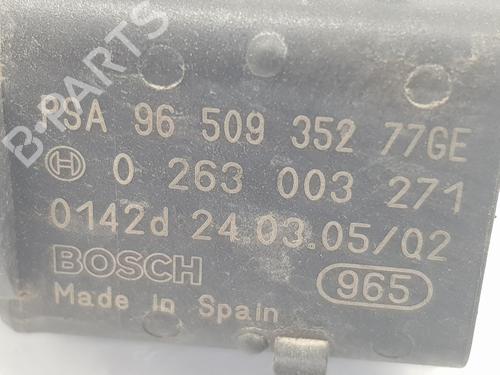 PSA 96 509 352 77GE
0 263 003 271
0142d 24.03.05/Q2
BOSCH
965
Made in Spain
B-PARTS